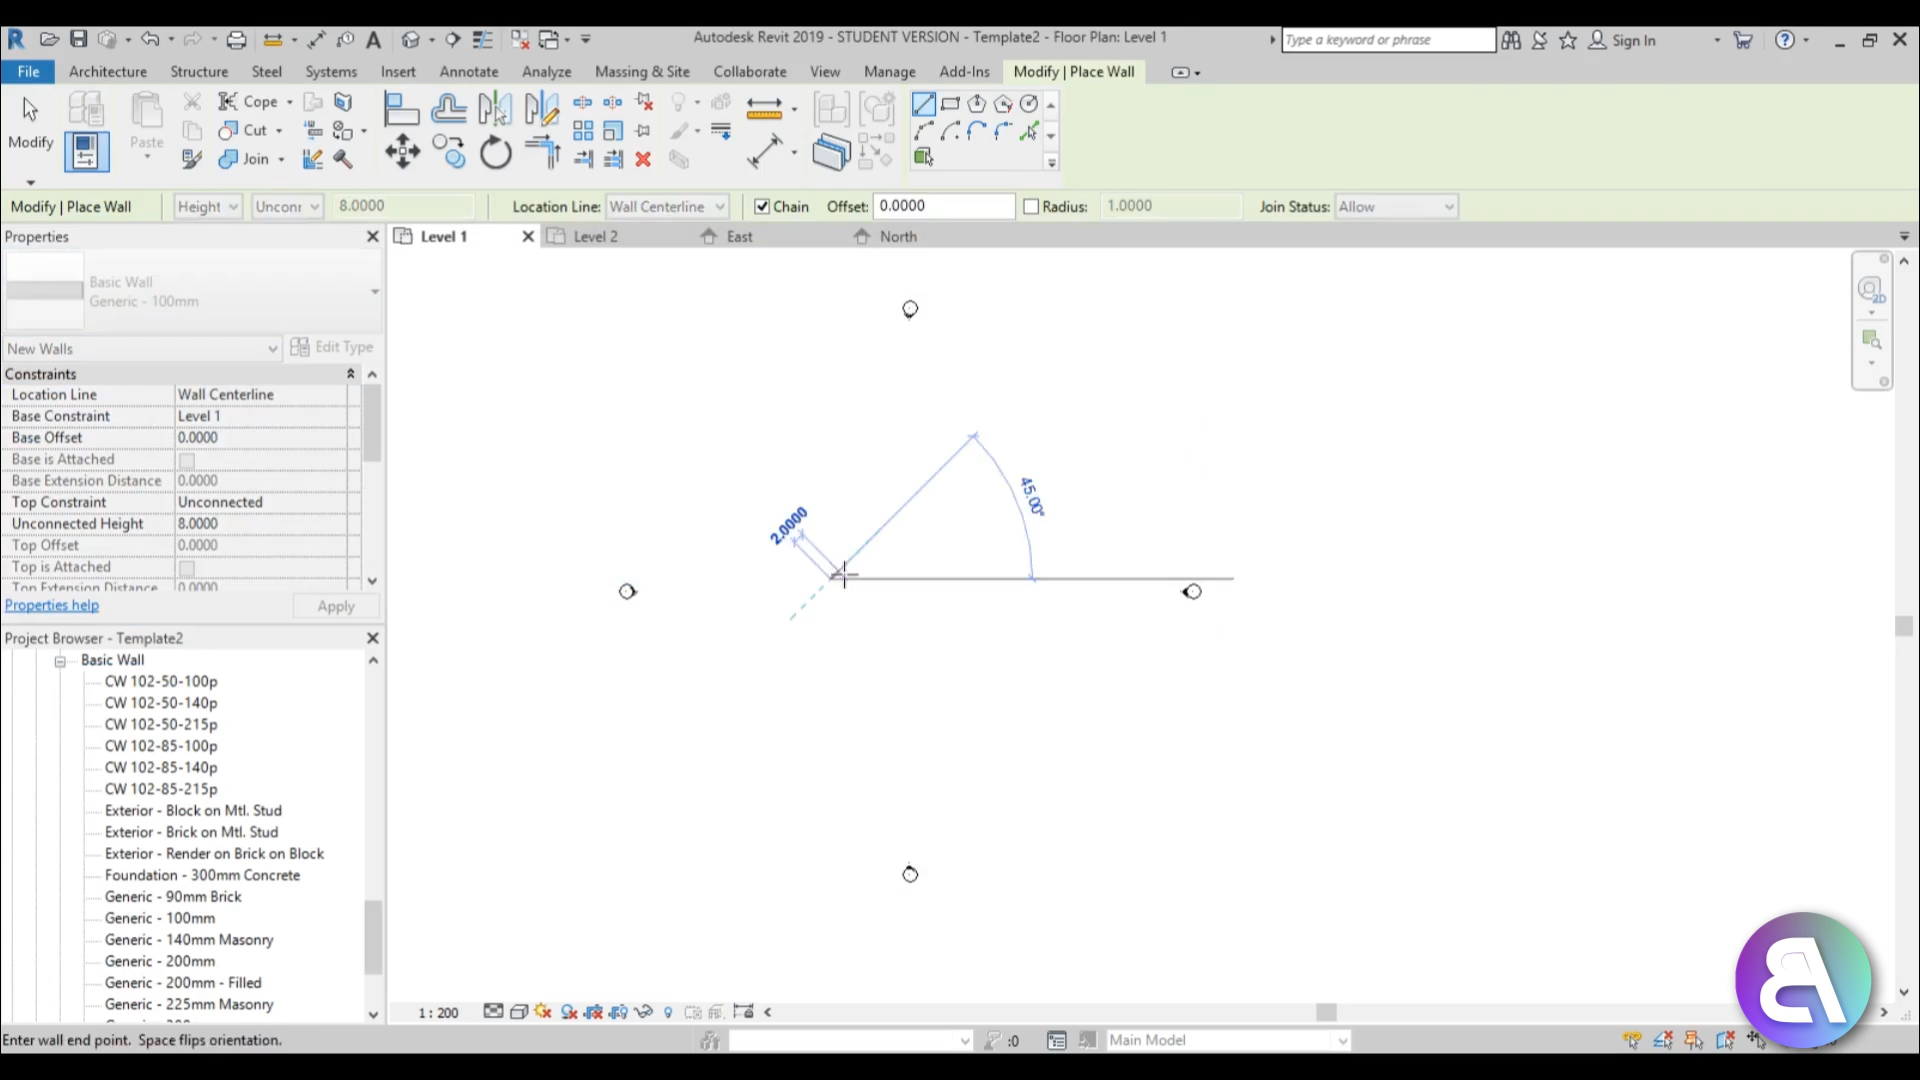 Autodesk Revit 2019 - STUDENT VERSION - Template2 - Floor Plan: Level 1
Type a keyword or phrase
Sign In
File Architecture Structure Steel Systems Insert Annotate Analyze Massing & Site Collaborate View Manage Add-Ins Modify | Place Wall
Modify
Paste
Cope
Cut
Join
Modify | Place Wall Height Unconr 8.0000 Location Line: Wall Centerline Chain Offset: 0.0000 Radius: 1.0000 Join Status: Allow
Properties
Level 1 Level 2 East North
Basic Wall
Generic - 100mm
2D
New Walls Edit Type
Constraints
Location Line Wall Centerline
Base Constraint Level 1
Base Offset 0.0000
Base is Attached
Base Extension Distance 0.0000
Top Constraint Unconnected
Unconnected Height 8.0000
Top Offset 0.0000
Top is Attached
Top Extension Distance 0.0000
Properties help Apply
45.00°
2.0000
Project Browser - Template2
Basic Wall
CW 102-50-100p
CW 102-50-140p
CW 102-50-215p
CW 102-85-100p
CW 102-85-140p
CW 102-85-215p
Exterior - Block on Mtl. Stud
Exterior - Brick on Mtl. Stud
Exterior - Render on Brick on Block
Foundation - 300mm Concrete
Generic - 90mm Brick
Generic - 100mm
Generic - 140mm Masonry
Generic - 200mm
Generic - 200mm - Filled
Generic - 225mm Masonry
1 : 200
Enter wall end point. Space flips orientation.
:0
Main Model